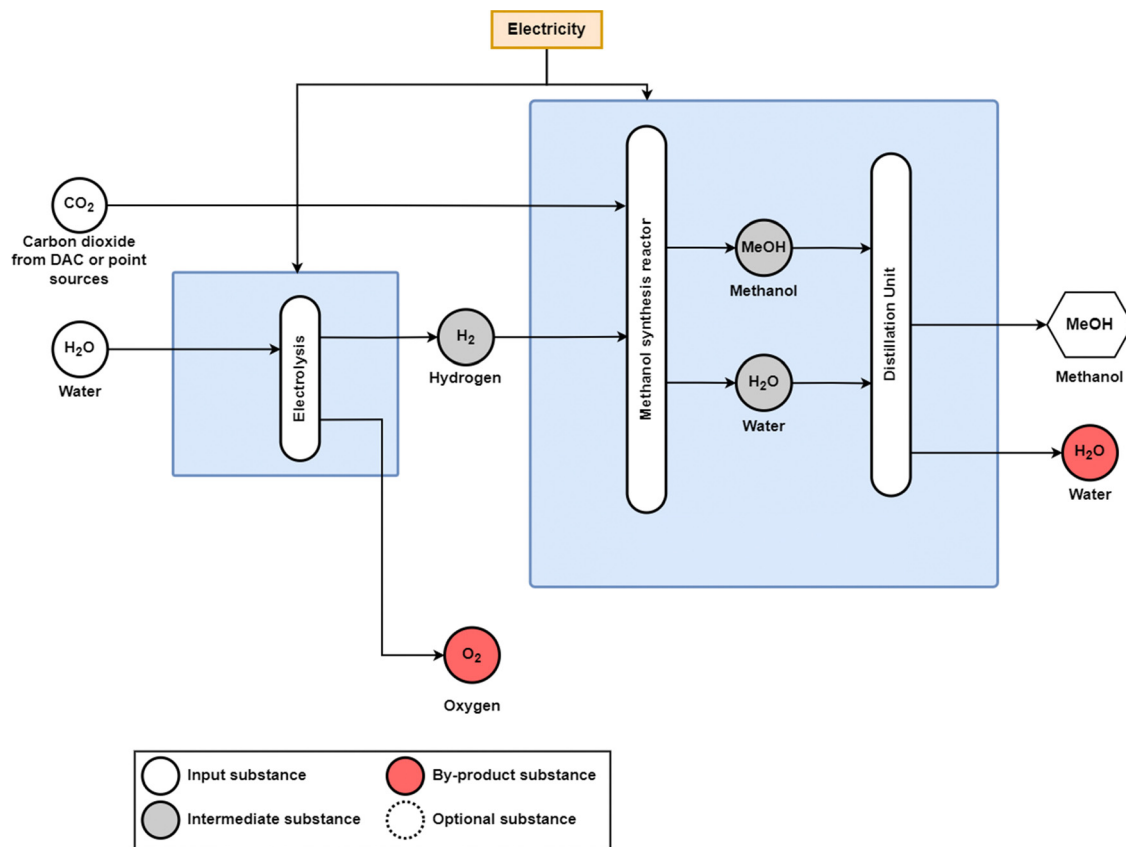 Electricity
CO₂
Carbon dioxide
from DAC or point
sources
H₂O
Water
Electrolysis
H₂
Hydrogen
O₂
Oxygen
Methanol synthesis reactor
MeOH
Methanol
H₂O
Water
Distillation Unit
MeOH
Methanol
H₂O
Water
Input substance
By-product substance
Intermediate substance
Optional substance